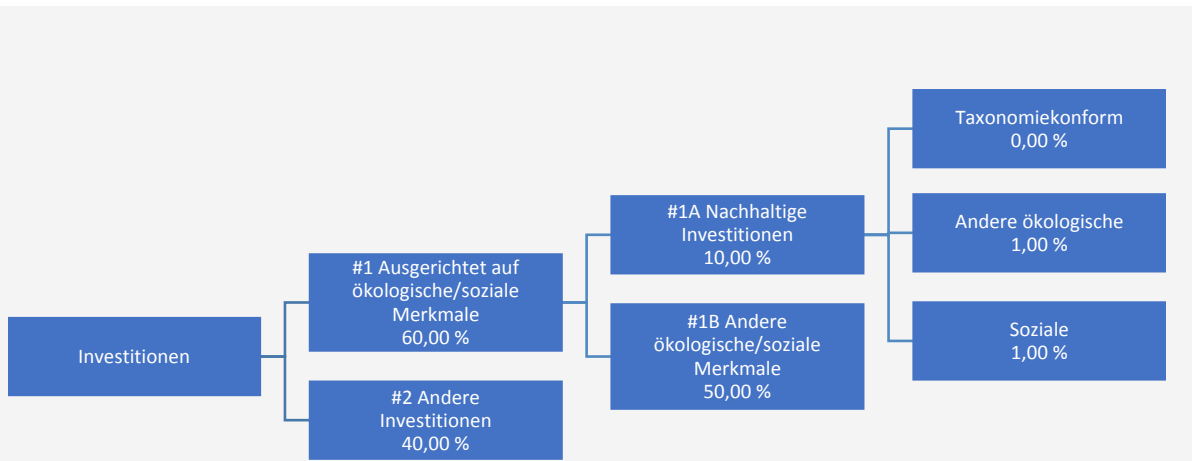 Investitionen
#1 Ausgerichtet auf
ökologische/soziale
Merkmale
60,00 %
#2 Andere
Investitionen
40,00 %
#1A Nachhaltige
Investitionen
10,00 %
#1B Andere
ökologische/soziale
Merkmale
50,00 %
Taxonomiekonform
0,00 %
Andere ökologische
1,00 %
Soziale
1,00 %